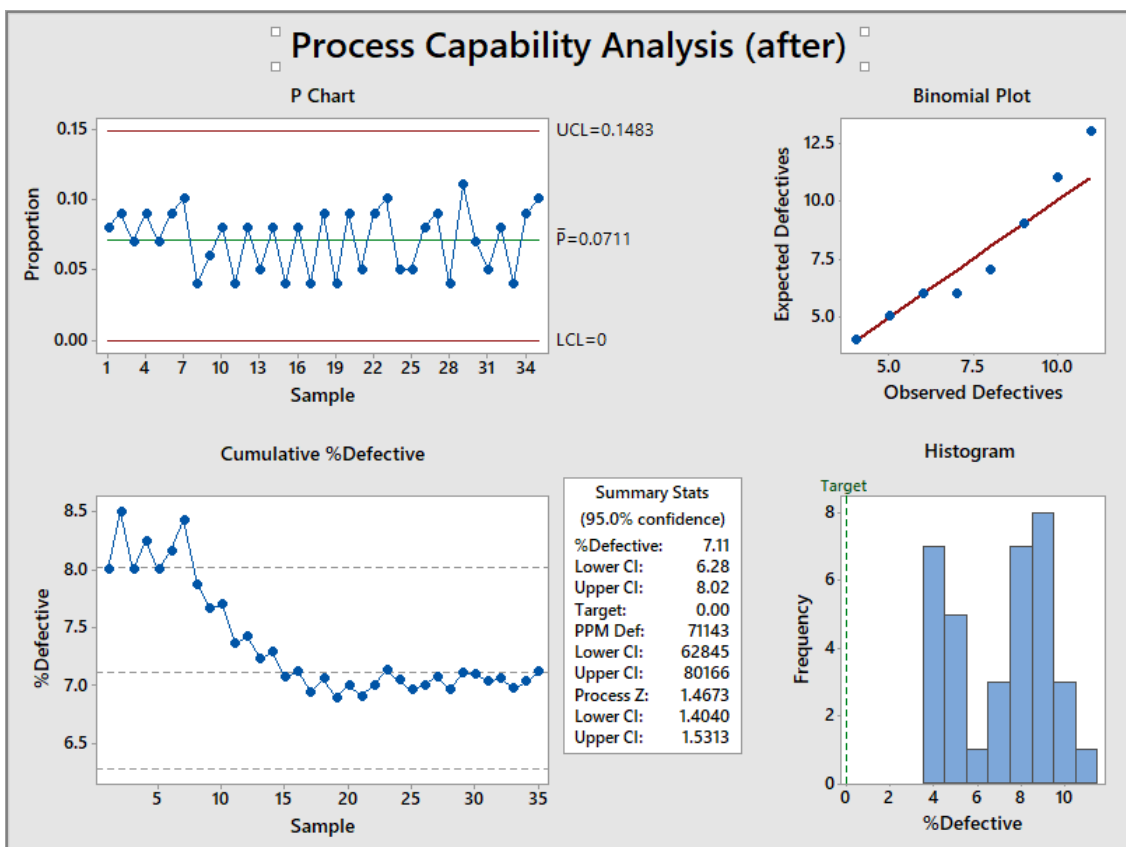 Process Capability Analysis (after)
P Chart
Proportion
0.15
0.10
0.05
0.00
UCL=0.1483
P̄=0.0711
LCL=0
1 4 7 10 13 16 19 22 25 28 31 34
Sample
Binomial Plot
Expected Defectives
12.5
10.0
7.5
5.0
5.0 7.5 10.0
Observed Defectives
Cumulative %Defective
%Defective
8.5
8.0
7.5
7.0
6.5
5 10 15 20 25 30 35
Sample
Summary Stats
(95.0% confidence)
%Defective: 7.11
Lower CI: 6.28
Upper CI: 8.02
Target: 0.00
PPM Def: 71143
Lower CI: 62845
Upper CI: 80166
Process Z: 1.4673
Lower CI: 1.4040
Upper CI: 1.5313
Histogram
Target
Frequency
8
6
4
2
0
0 2 4 6 8 10
%Defective